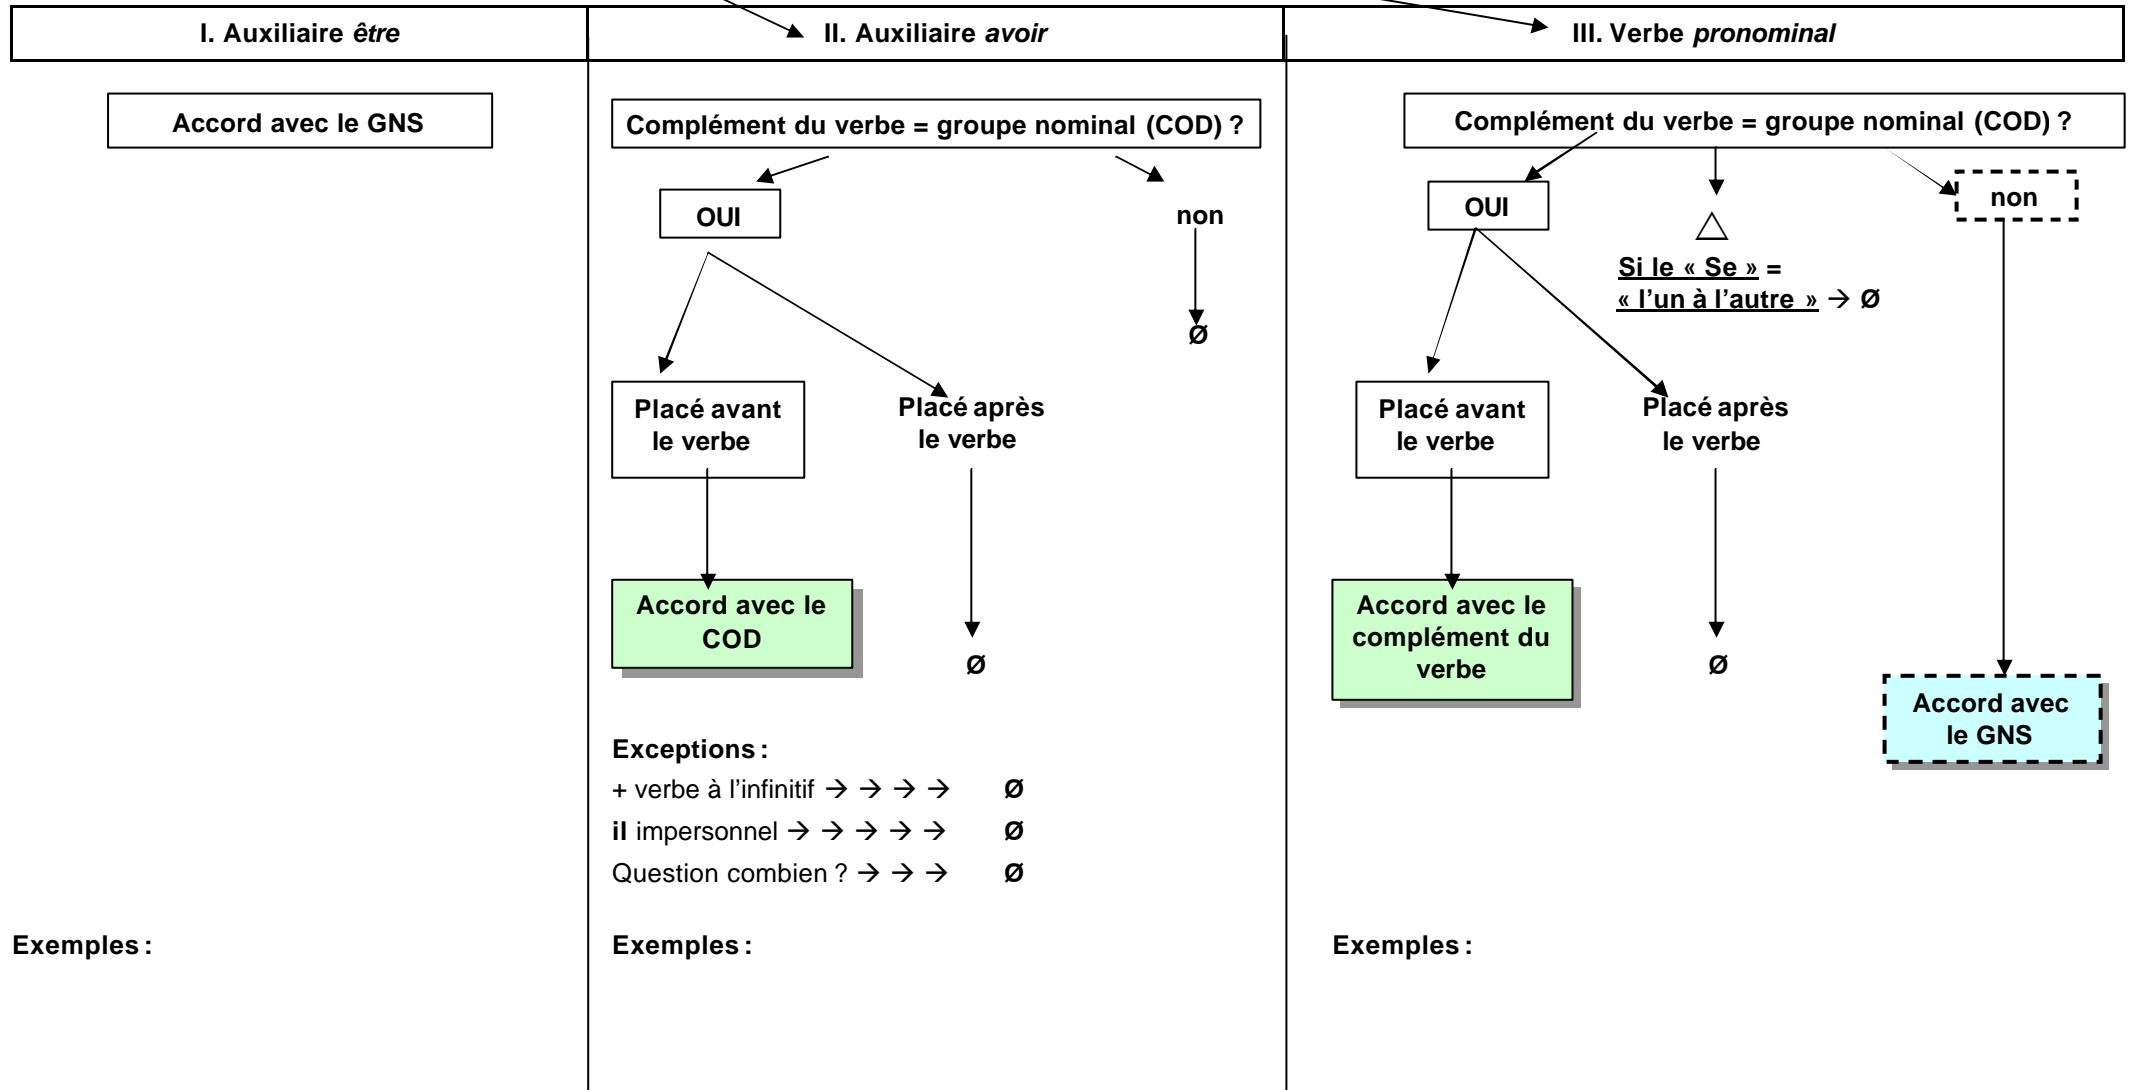 I. Auxiliaire être
II. Auxiliaire avoir
III. Verbe pronominal
Accord avec le GNS
Complément du verbe = groupe nominal (COD) ?
OUI
non
Ø
Placé avant
le verbe
Placé après
le verbe
Accord avec le
COD
Ø
Exceptions :
+ verbe à l’infinitif → → → → Ø
il impersonnel → → → → → Ø
Question combien ? → → → Ø
Complément du verbe = groupe nominal (COD) ?
OUI
non
Si le « Se » =
« l’un à l’autre » → Ø
Placé avant
le verbe
Placé après
le verbe
Accord avec le
complément du
verbe
Ø
Accord avec
le GNS
Exemples :
Exemples :
Exemples :